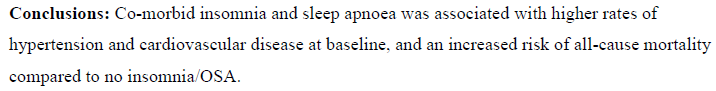 Conclusions: Co-morbid insomnia and sleep apnoea was associated with higher rates of
hypertension and cardiovascular disease at baseline, and an increased risk of all-cause mortality
compared to no insomnia/OSA.